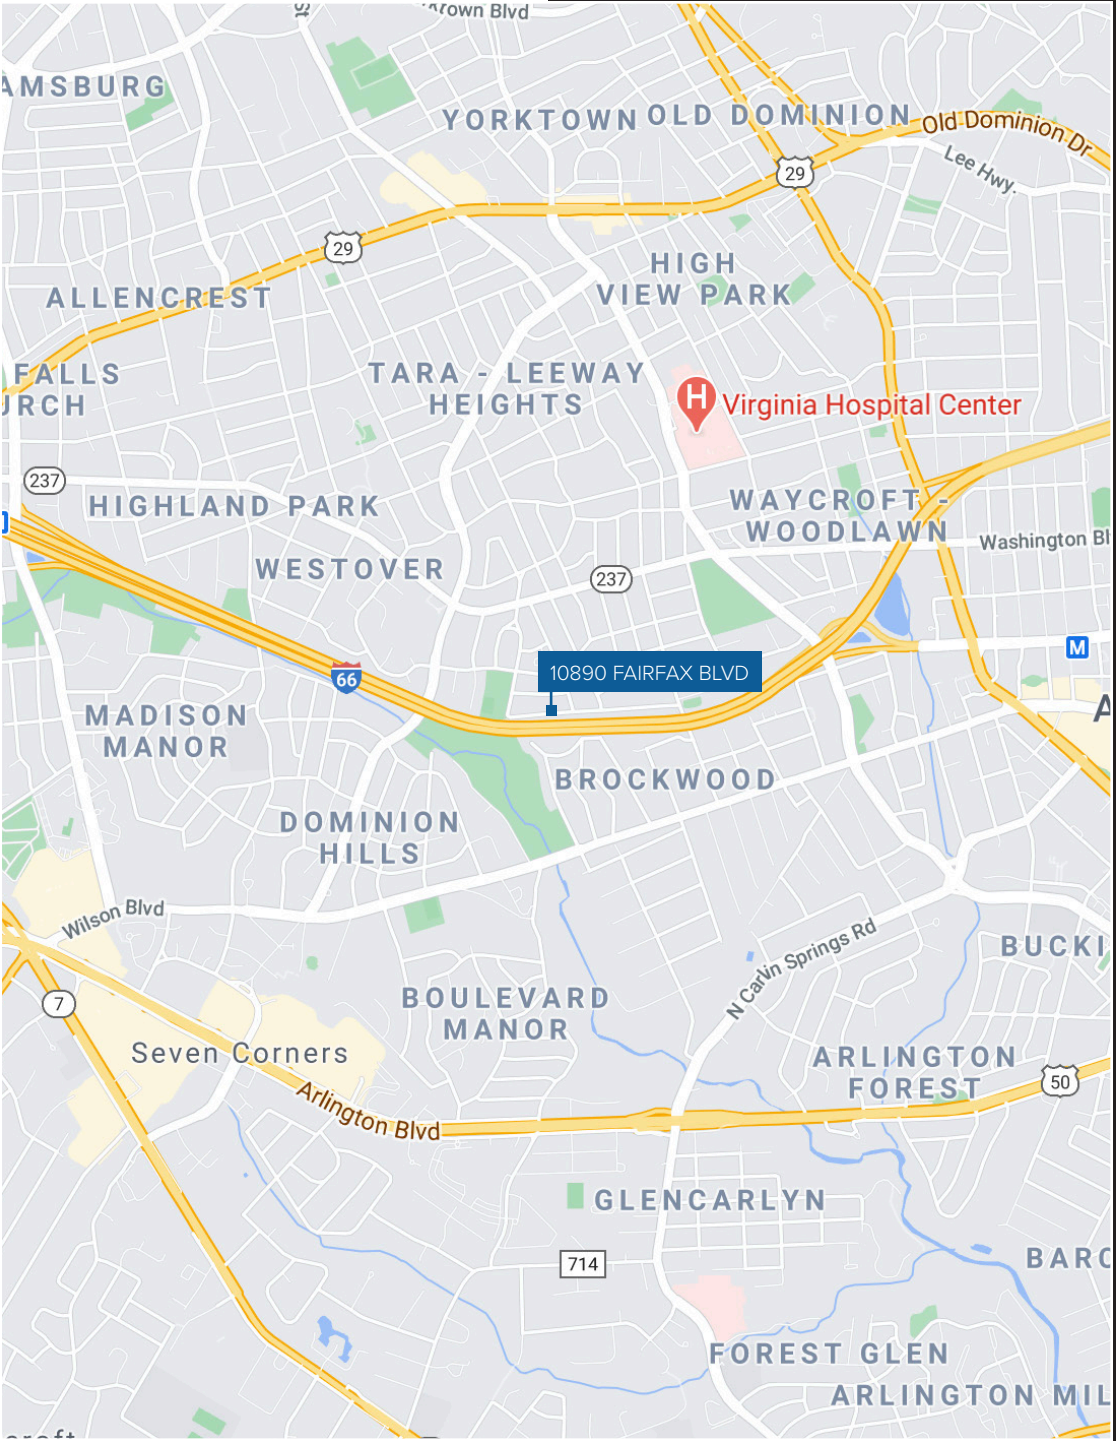 St
ktown Blvd
AMSBURG
YORKTOWN
OLD DOMINION
Old Dominion Dr
Lee Hwy.
29
29
HIGH
VIEW PARK
ALLENCREST
FALLS
URCH
TARA - LEEWAY
HEIGHTS
H
Virginia Hospital Center
237
HIGHLAND PARK
WAYCROFT -
WOODLAWN
Washington Bl
WESTOVER
237
M
10890 FAIRFAX BLVD
66
MADISON
MANOR
A
BROCKWOOD
DOMINION
HILLS
Wilson Blvd
N Carlin Springs Rd
BUCKI
7
BOULEVARD
MANOR
Seven Corners
ARLINGTON
FOREST
50
Arlington Blvd
GLENCARLYN
714
BARC
FOREST GLEN
ARLINGTON MIL
croft